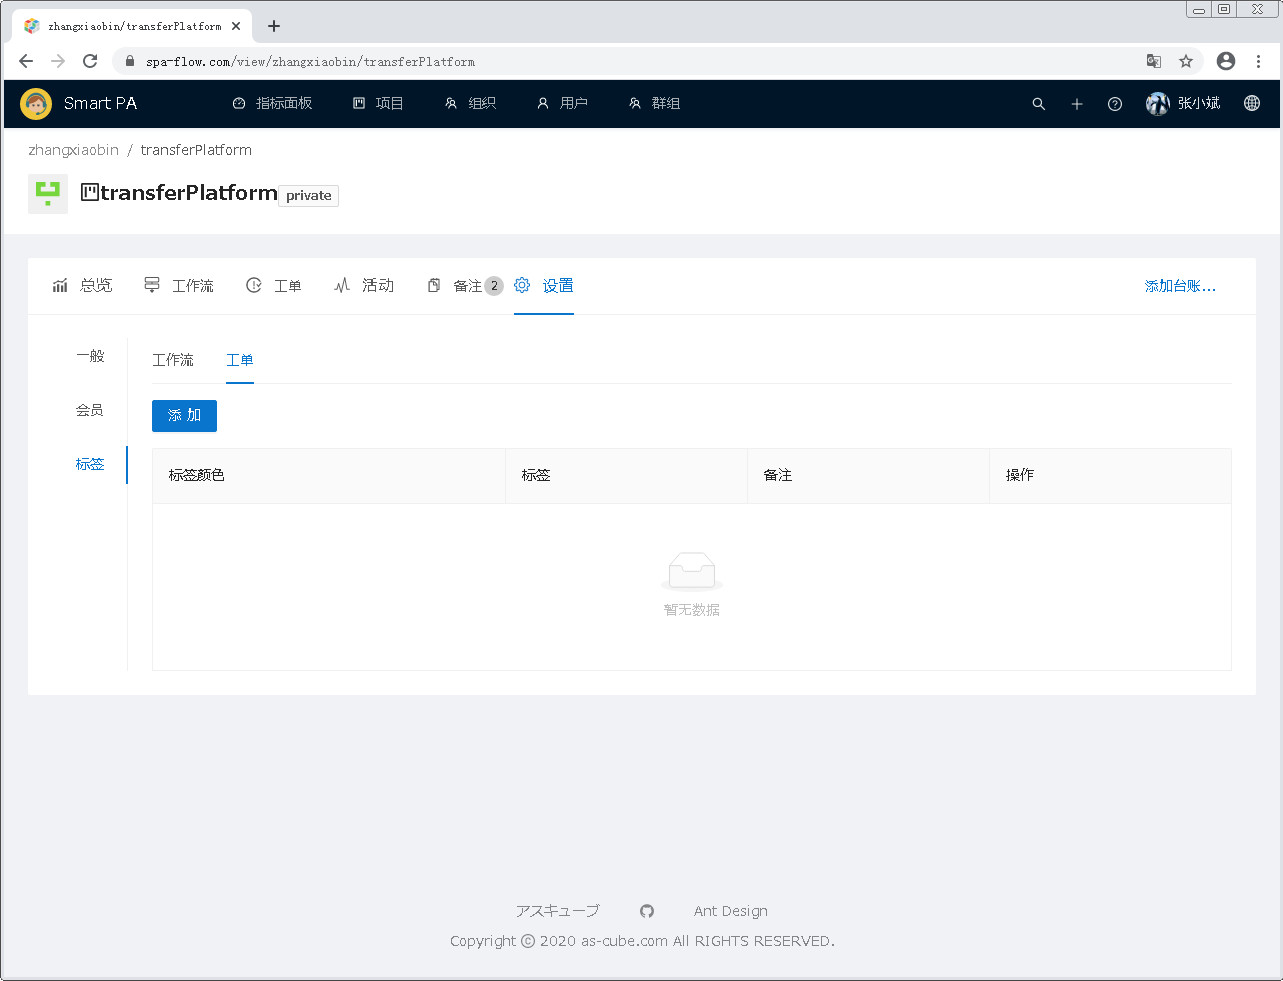 zhangxiaobin/transferPlatform
spa-flow.com/view/zhangxiaobin/transferPlatform
Smart PA 指标面板 项目 组织 用户 群组 张小斌
zhangxiaobin / transferPlatform
transferPlatform private
总览 工作流 工单 活动 备注 2 设置 添加台账...
一般
会员
标签
工作流 工单
添 加
标签颜色 标签 备注 操作
暂无数据
アスキューブ Ant Design
Copyright © 2020 as-cube.com All RIGHTS RESERVED.